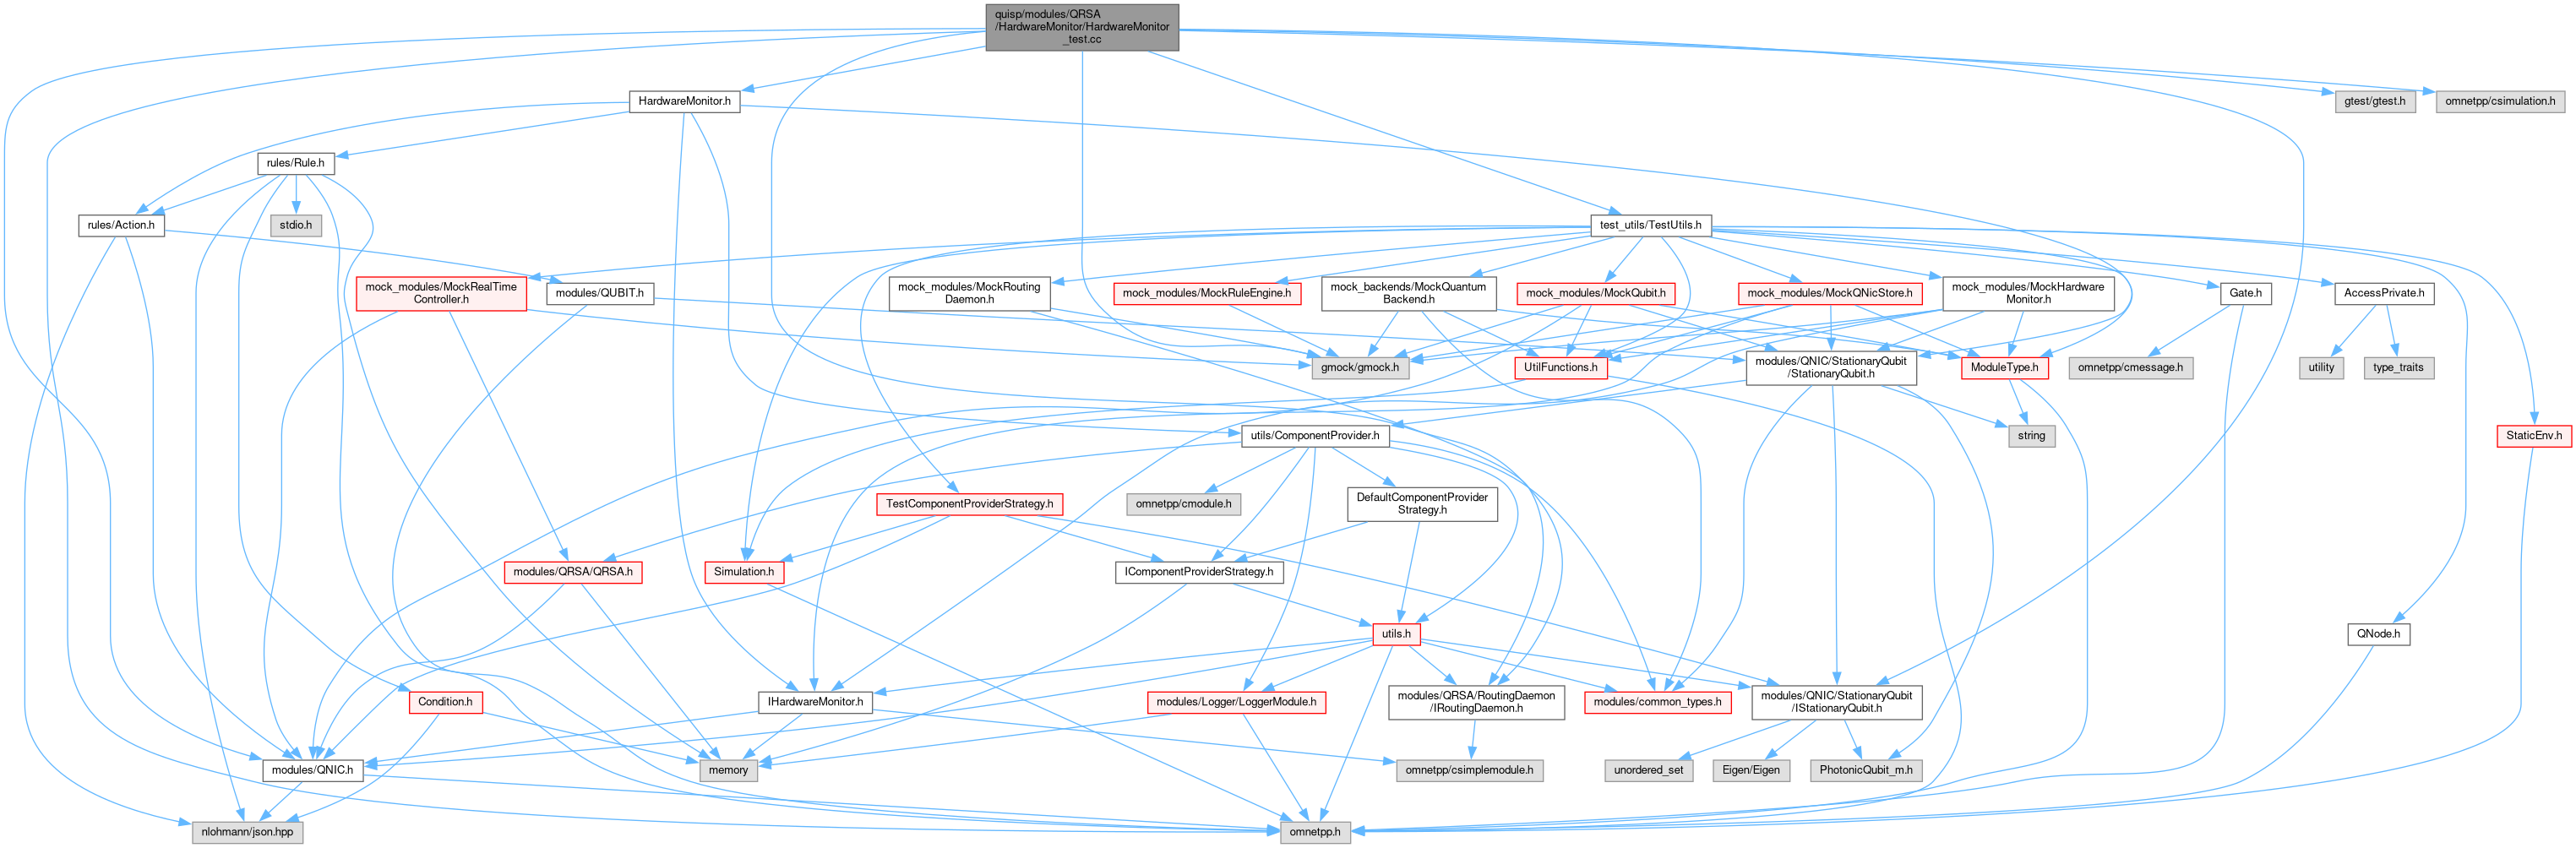 quisp/modules/QRSA
/HardwareMonitor/HardwareMonitor
_test.cc
HardwareMonitor.h
gtest/gtest.h
omnetpp/csimulation.h
rules/Rule.h
rules/Action.h
stdio.h
test_utils/TestUtils.h
mock_modules/MockRealTime
Controller.h
modules/QUBIT.h
mock_modules/MockRouting
Daemon.h
mock_modules/MockRuleEngine.h
mock_backends/MockQuantum
Backend.h
mock_modules/MockQubit.h
mock_modules/MockQNicStore.h
mock_modules/MockHardware
Monitor.h
Gate.h
AccessPrivate.h
gmock/gmock.h
UtilFunctions.h
modules/QNIC/StationaryQubit
/StationaryQubit.h
ModuleType.h
omnetpp/cmessage.h
utility
type_traits
utils/ComponentProvider.h
string
StaticEnv.h
TestComponentProviderStrategy.h
omnetpp/cmodule.h
DefaultComponentProvider
Strategy.h
modules/QRSA/QRSA.h
Simulation.h
IComponentProviderStrategy.h
utils.h
QNode.h
Condition.h
IHardwareMonitor.h
modules/Logger/LoggerModule.h
modules/QRSA/RoutingDaemon
/IRoutingDaemon.h
modules/common_types.h
modules/QNIC/StationaryQubit
/IStationaryQubit.h
modules/QNIC.h
memory
omnetpp/csimplemodule.h
unordered_set
Eigen/Eigen
PhotonicQubit_m.h
nlohmann/json.hpp
omnetpp.h